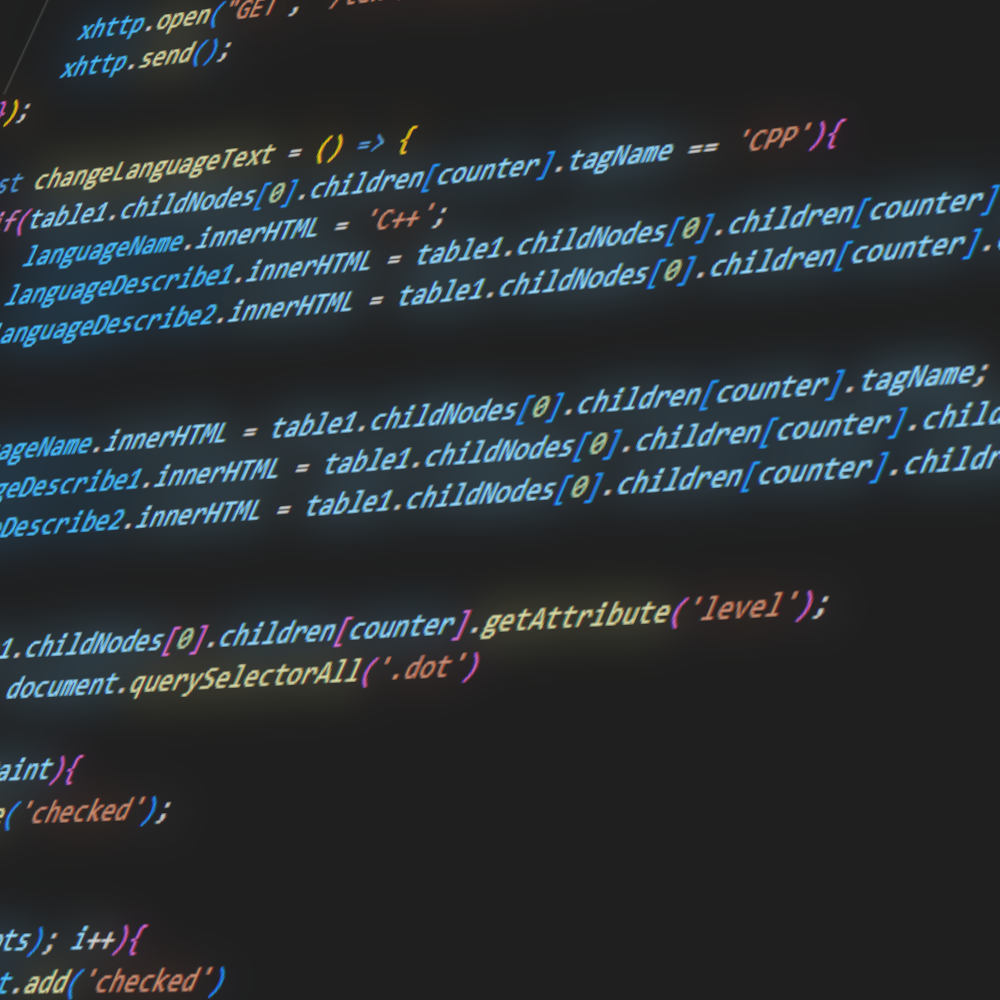 xhttp.open("GET",
xhttp.send();
);
st changeLanguageText = () => {
if(table1.childNodes[0].children[counter].tagName == 'CPP'){
languageName.innerHTML = 'C++';
languageDescribe1.innerHTML = table1.childNodes[0].children[counter]
anguageDescribe2.innerHTML = table1.childNodes[0].children[counter].
ageName.innerHTML = table1.childNodes[0].children[counter].tagName;
geDescribe1.innerHTML = table1.childNodes[0].children[counter].child
Describe2.innerHTML = table1.childNodes[0].children[counter].childr
1.childNodes[0].children[counter].getAttribute('level');
document.querySelectorAll('.dot')
aint){
e('checked');
nts); i++){
t.add('checked')